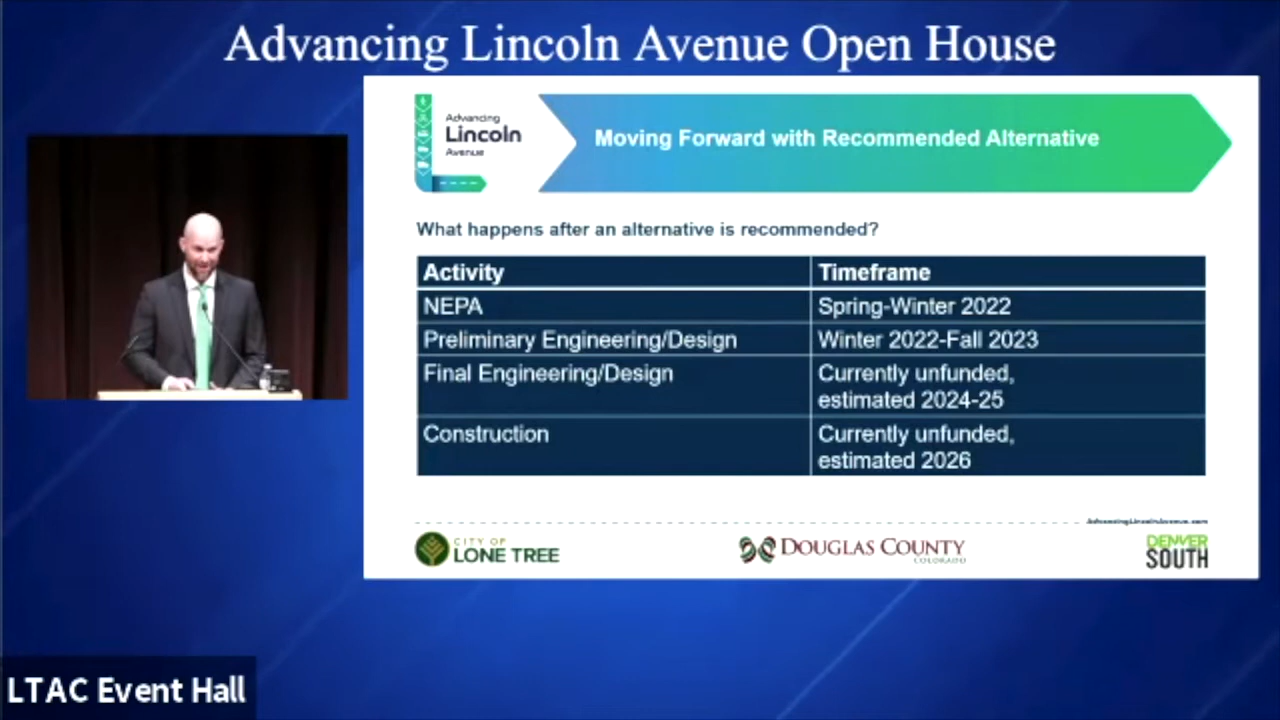 Advancing Lincoln Avenue Open House
Advancing
Lincoln
Avenue
Moving Forward with Recommended Alternative
What happens after an alternative is recommended?
Activity Timeframe
NEPA Spring-Winter 2022
Preliminary Engineering/Design Winter 2022-Fall 2023
Final Engineering/Design Currently unfunded,
estimated 2024-25
Construction Currently unfunded,
estimated 2026
AdvancingLincolnAvenue.com
CITY OF
LONE TREE
DOUGLAS COUNTY
COLORADO
DENVER
SOUTH
LTAC Event Hall